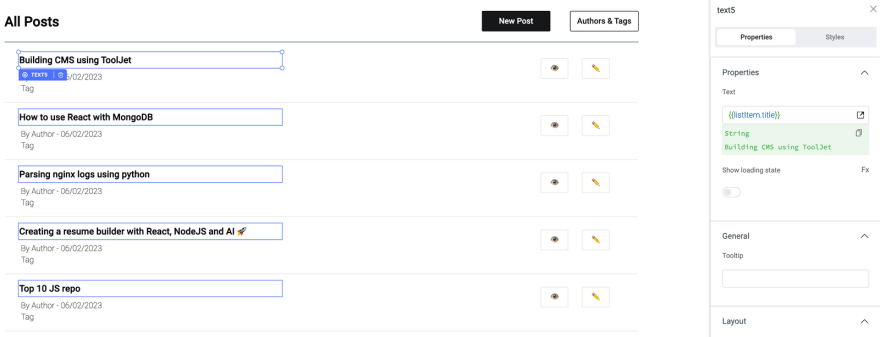 All Posts
New Post
Authors & Tags
Building CMS using ToolJet
TEXT5
/02/2023
Tag
How to use React with MongoDB
By Author - 06/02/2023
Tag
Parsing nginx logs using python
By Author - 06/02/2023
Tag
Creating a resume builder with React, NodeJS and AI 🚀
By Author - 06/02/2023
Tag
Top 10 JS repo
By Author - 06/02/2023
Tag
text5
Properties
Styles
Properties
Text
{{listItem.title}}
String
Building CMS using ToolJet
Show loading state
Fx
General
Tooltip
Layout